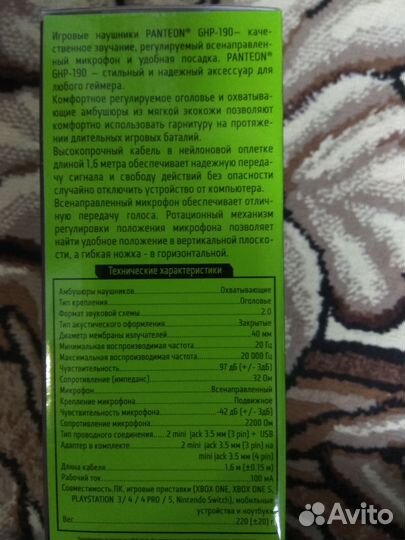 Игровые наушники PANTEON® GHP-190– каче-
ственное звучание, регулируемый всенаправлен-
ный микрофон и удобная посадка. PANTEON®
GHP-190 – стильный и надежный аксессуар для
любого геймера.
Комфортное регулируемое оголовье и охватыва-
ющие амбушюры из мягкой экокожи позволяют
комфортно использовать гарнитуру на протяже-
нии длительных игровых баталий.
Высокопрочный кабель в нейлоновой оплетке
длиной 1,6 метра обеспечивает надежную переда-
чу сигнала и свободу действий без опасности
случайно отключить устройство от компьютера.
Всенаправленный микрофон обеспечивает отлич-
ную передачу голоса. Ротационный механизм
регулировки положения микрофона позволяет
найти удобное положение в вертикальной плоско-
сти, а гибкая ножка - в горизонтальной.
Технические характеристики
Амбушюры наушников Охватывающие
Тип крепления Оголовье
Формат звуковой схемы 2.0
Тип акустического оформления Закрытые
Диаметр мембраны излучателей 40 мм
Минимальная воспроизводимая частота 20 Гц
Максимальная воспроизводимая частота 20 000 Гц
Чувствительность 97 дБ (+/- 3дБ)
Сопротивление (импеданс) 32 Ом
Микрофон Всенаправленный
Крепление микрофона Подвижное
Чувствительность микрофона -42 дБ (+/- 3дБ)
Сопротивление микрофона 2200 Ом
Тип проводного соединения 2 mini jack 3.5 мм (3 pin) + USB
Адаптер в комплекте 2 mini jack 3.5 мм (3 pin) на
mini jack 3.5 мм (4 pin)
Длина кабеля 1,6 м (±0.15 м)
Рабочий ток 100 мА
Совместимость ПК, игровые приставки (XBOX ONE, XBOX ONE S,
PLAYSTATION 3/ 4 / 4 PRO / 5, Nintendo Switch), мобильные
устройства и ноутбуки
Вес 220 (±20) г
Avito